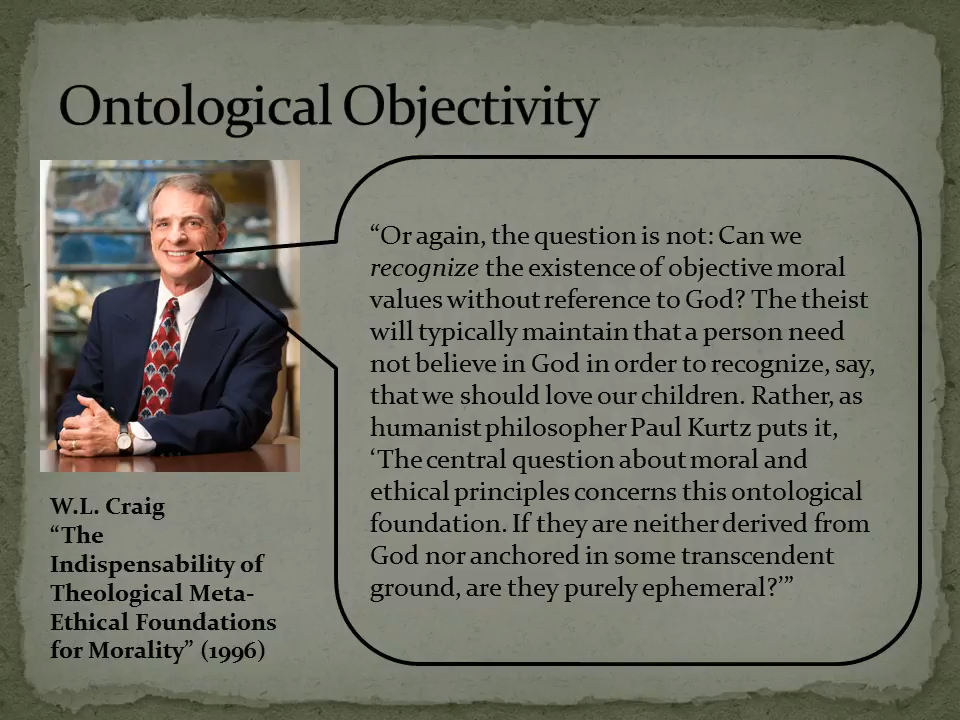 Ontological Objectivity
“Or again, the question is not: Can we
recognize the existence of objective moral
values without reference to God? The theist
will typically maintain that a person need
not believe in God in order to recognize, say,
that we should love our children. Rather, as
humanist philosopher Paul Kurtz puts it,
‘The central question about moral and
ethical principles concerns this ontological
foundation. If they are neither derived from
God nor anchored in some transcendent
ground, are they purely ephemeral?’”
W.L. Craig
“The
Indispensability of
Theological Meta-
Ethical Foundations
for Morality” (1996)